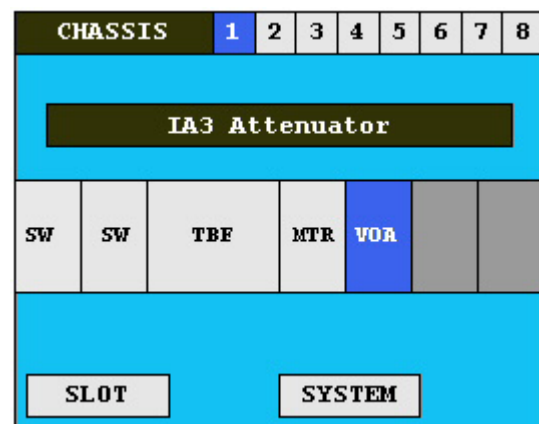 CHASSIS 1 2 3 4 5 6 7 8
IA3 Attenuator
SW SW TBF MTR VOA
SLOT SYSTEM